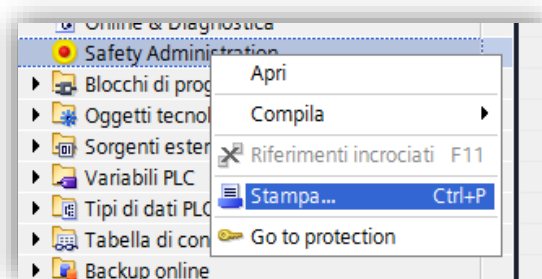 Online & Diagnostica
Safety Administration
Apri
Blocchi di prog
Compila
Oggetti tecnol
Riferimenti incrociati F11
Sorgenti ester
Variabili PLC
Stampa... Ctrl+P
Tipi di dati PLC
Go to protection
Tabella di con
Backup online